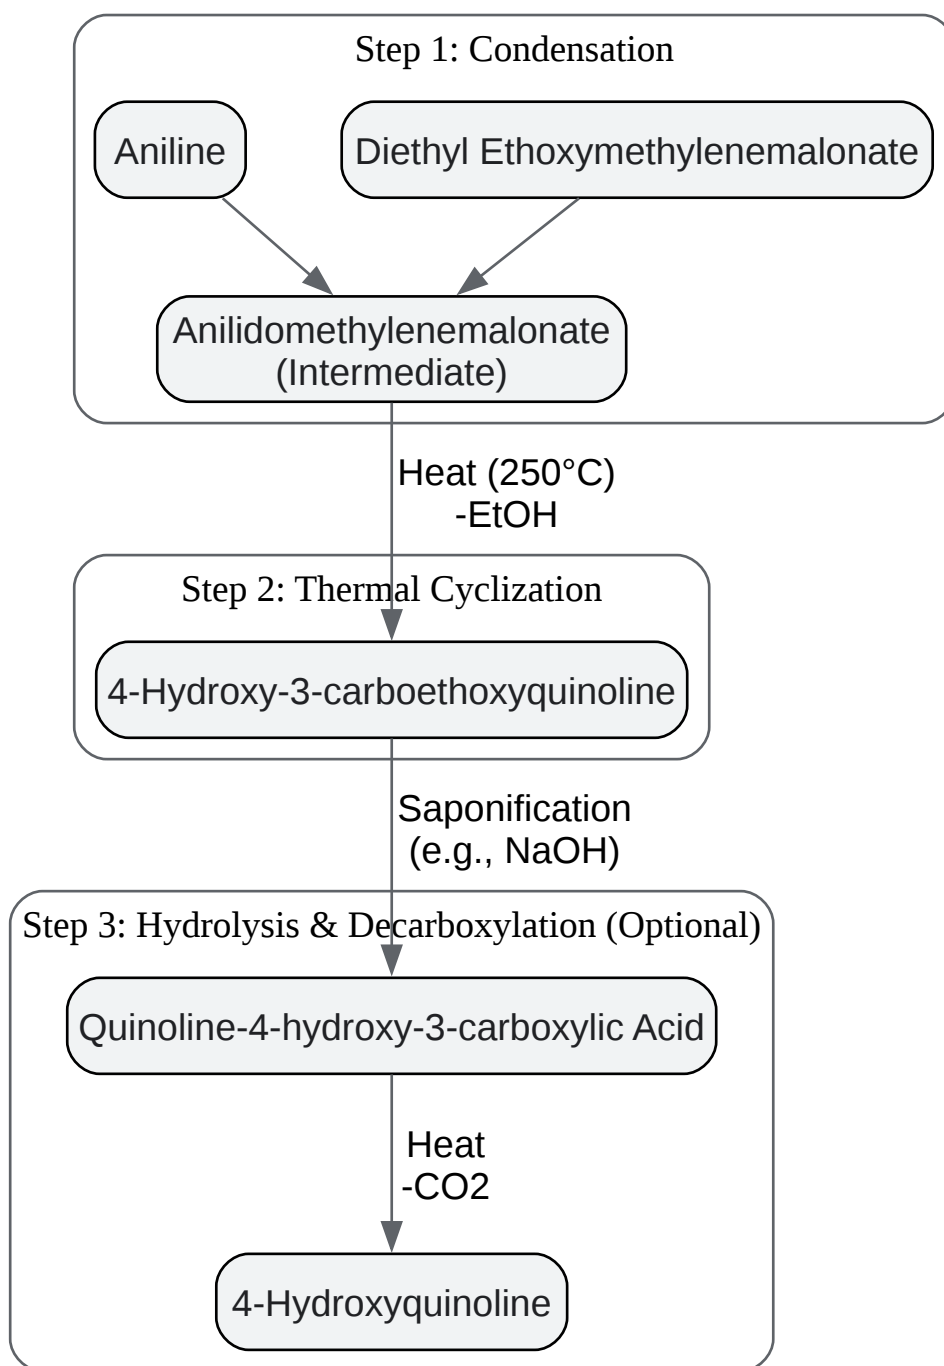 Step 1: Condensation
Aniline
Diethyl Ethoxymethylenemalonate
Anilidomethylenemalonate
(Intermediate)
Heat (250°C)
-EtOH
Step 2: Thermal Cyclization
4-Hydroxy-3-carboethoxyquinoline
Saponification
(e.g., NaOH)
Step 3: Hydrolysis & Decarboxylation (Optional)
Quinoline-4-hydroxy-3-carboxylic Acid
Heat
-CO2
4-Hydroxyquinoline